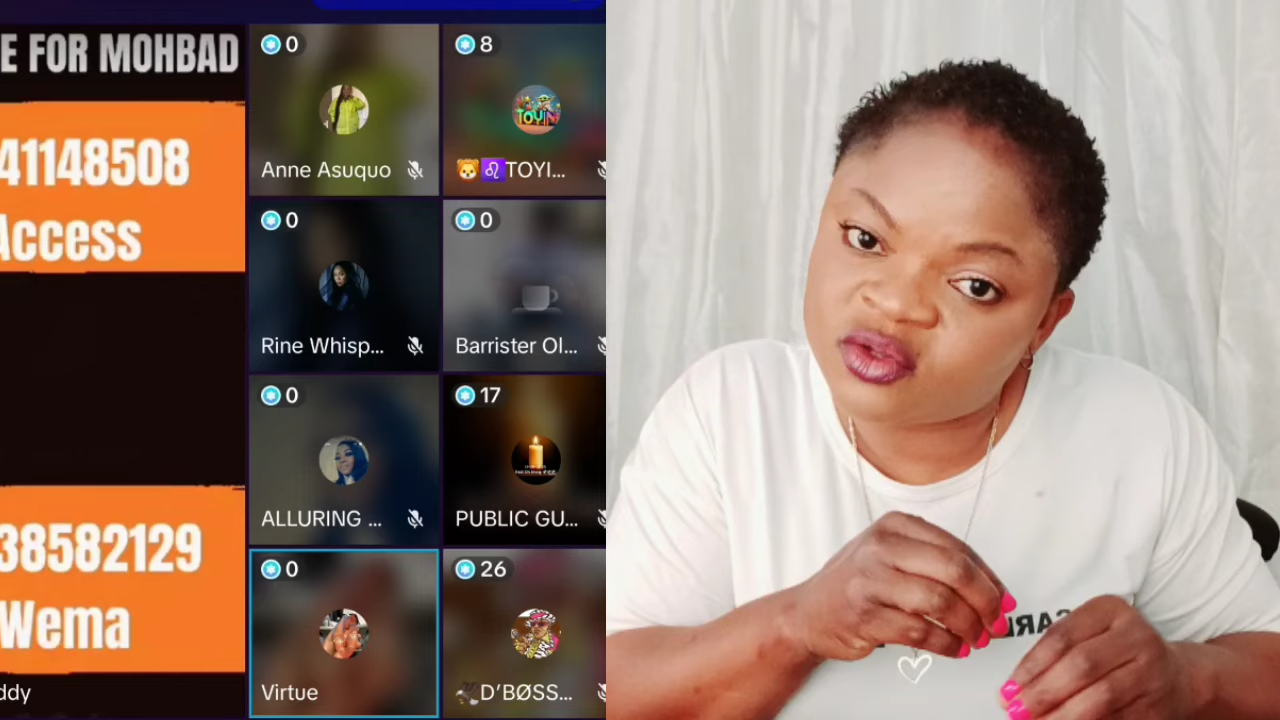 E FOR MOHBAD
41148508
Access
38582129
Wema
ddy
0
Anne Asuquo
8
TOYIN
🐯♌TOYI...
0
Rine Whisp...
0
Barrister Ol...
0
ALLURING ...
17
PUBLIC GU...
0
Virtue
26
D'BØSS...